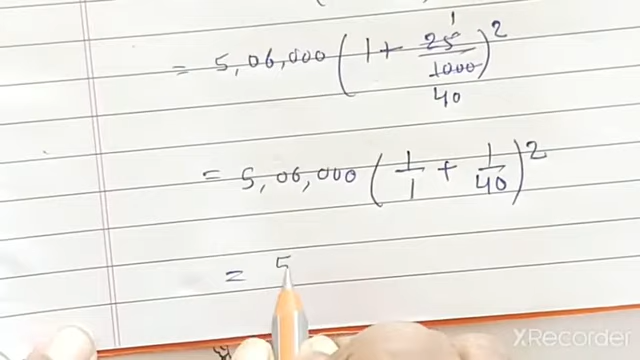 = 5,06,000 (1 + 25/1000)² 1 40
= 5,06,000 (1/1 + 1/40)²
= 5
XRecorder